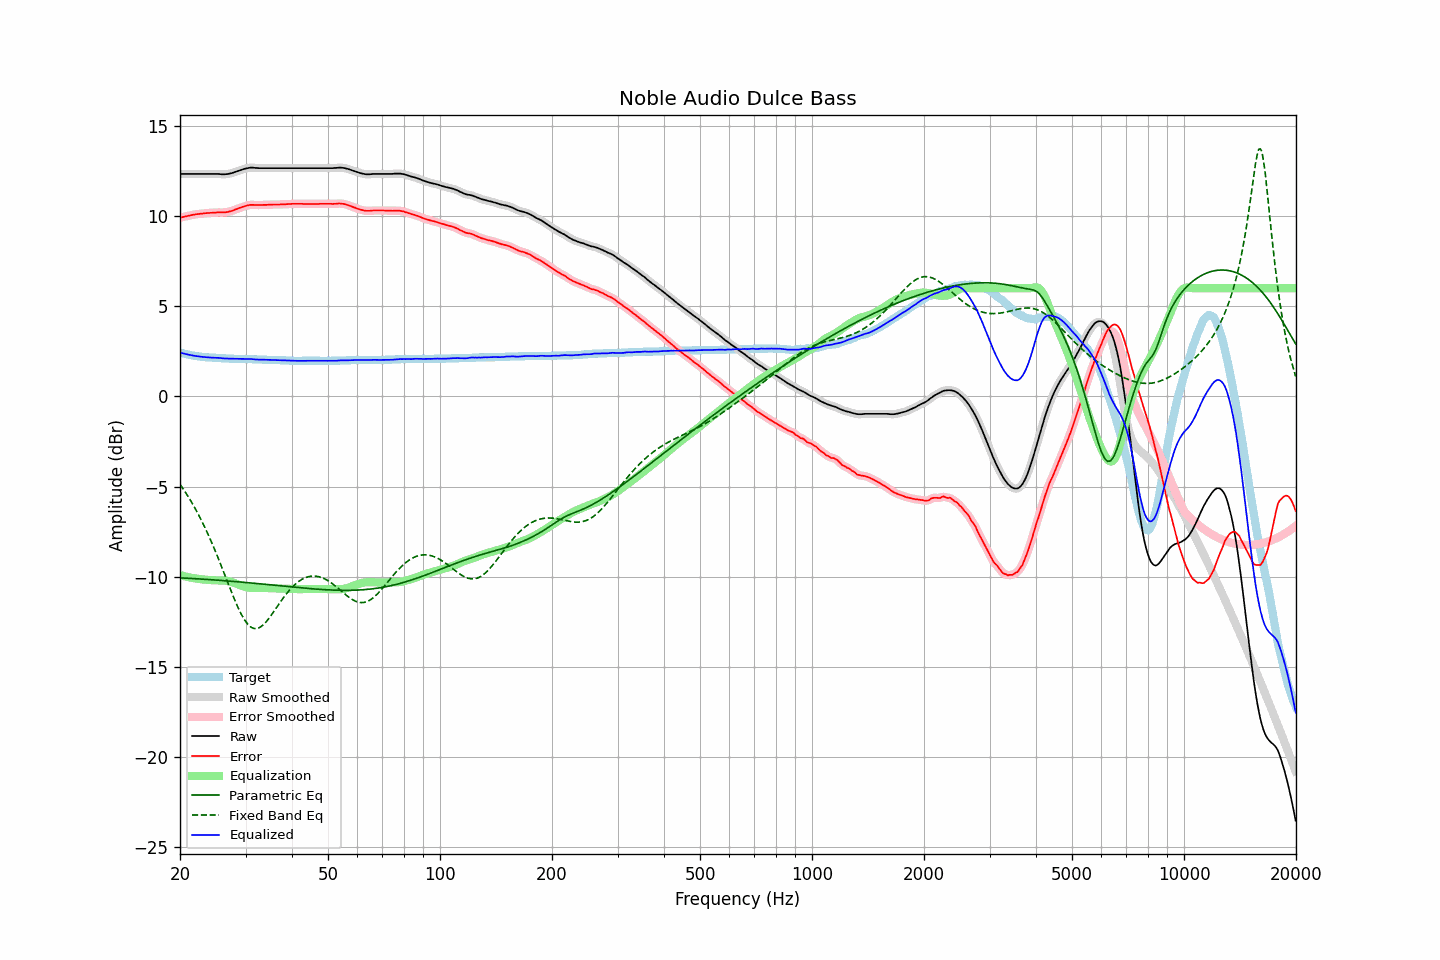 Noble Audio Dulce Bass
15
10
5
0
−5
−10
−15
−20
−25
Amplitude (dBr)
Target
Raw Smoothed
Error Smoothed
Raw
Error
Equalization
Parametric Eq
Fixed Band Eq
Equalized
20 50 100 200 500 1000 2000 5000 10000 20000
Frequency (Hz)